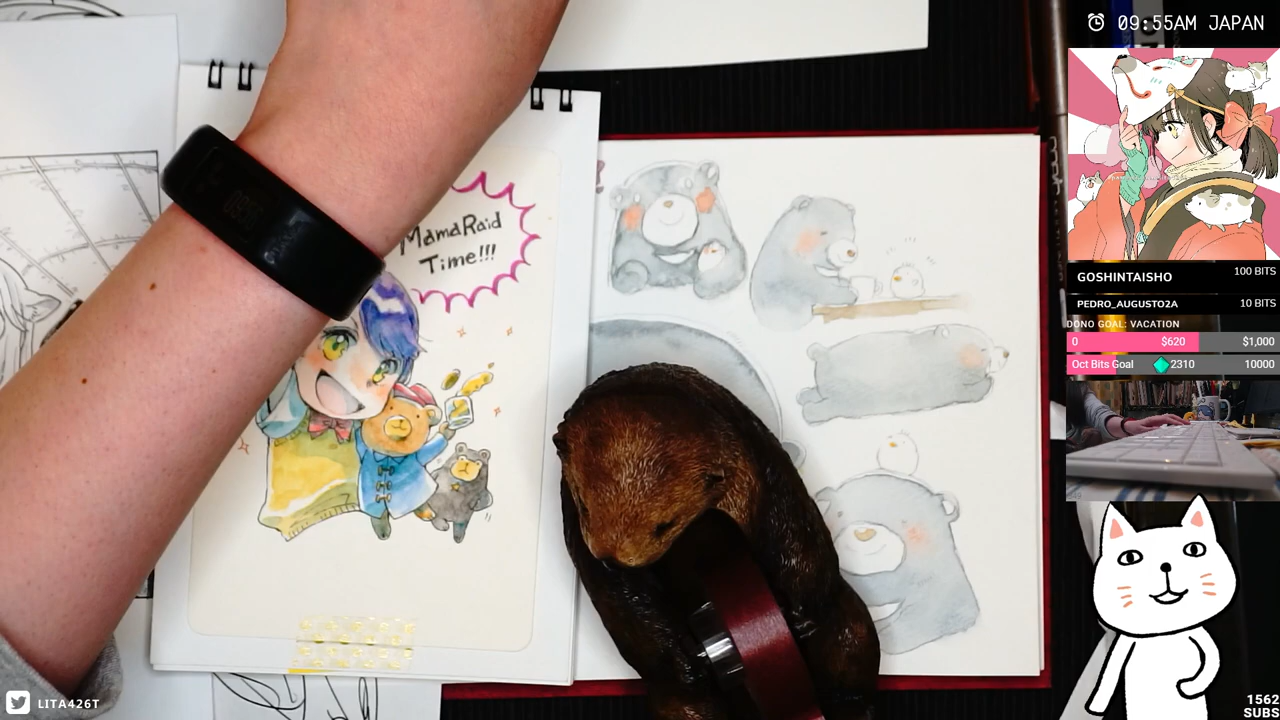 09:55AM JAPAN
MamaRaid
Time!!!
GOSHINTAISHO 100 BITS
PEDRO_AUGUSTO2A 10 BITS
DONO GOAL: VACATION
0 $620 $1,000
Oct Bits Goal 2310 10000
LITA426T
1562
SUBS